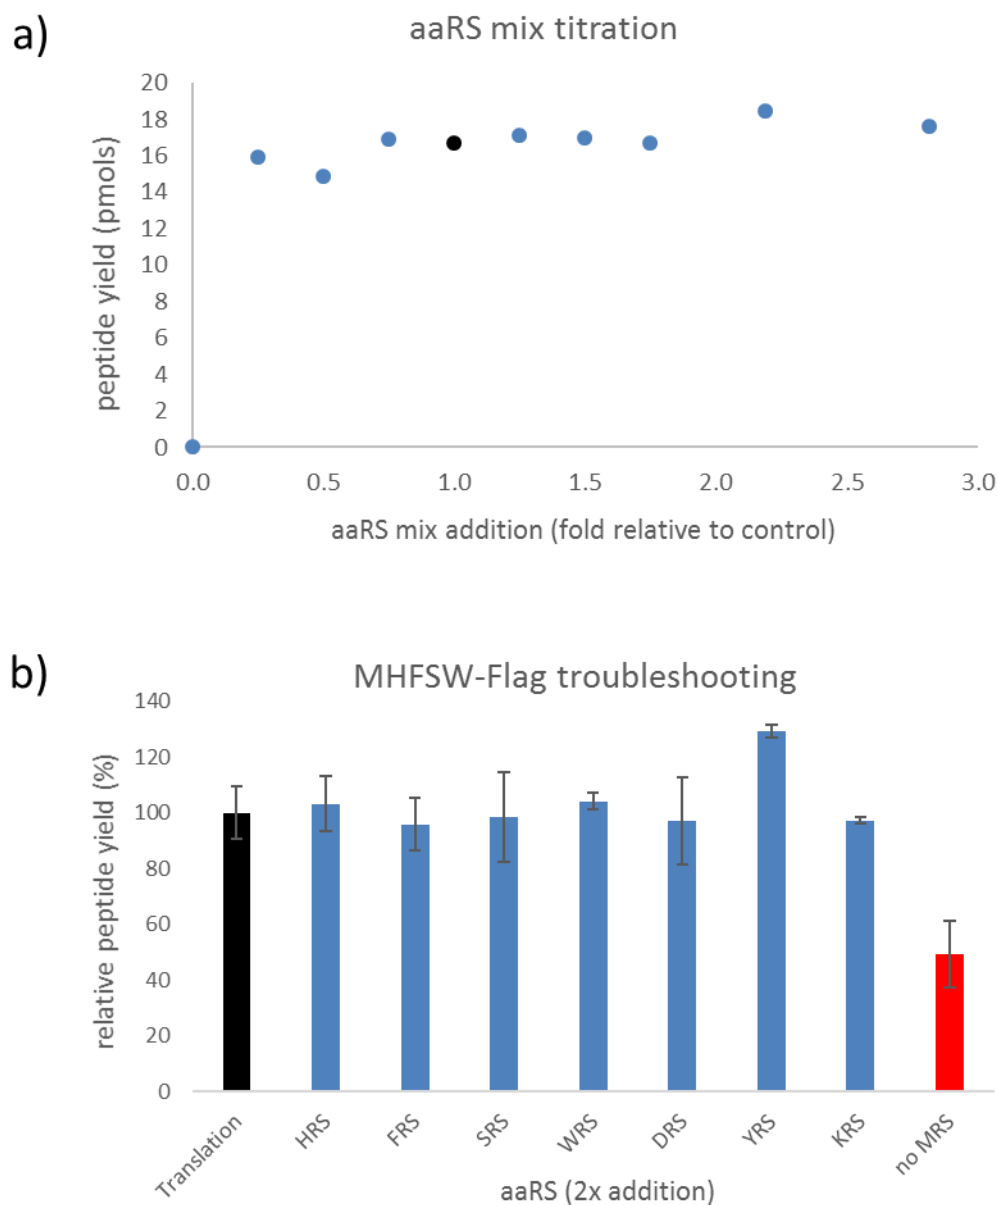 a)
aaRS mix titration
peptide yield (pmols)
20
18
16
14
12
10
8
6
4
2
0
0.0 0.5 1.0 1.5 2.0 2.5 3.0
aaRS mix addition (fold relative to control)
b)
MHFSW-Flag troubleshooting
relative peptide yield (%)
140
120
100
80
60
40
20
0
Translation HRS FRS SRS WRS DRS YRS KRS no MRS
aaRS (2x addition)